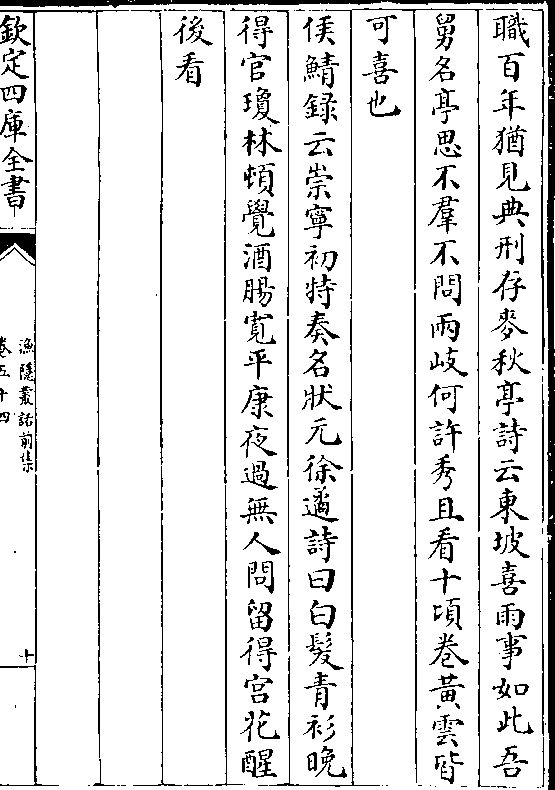 職百年猶見典刑存麥秋亭詩云東坡喜雨事如此吾
舅名亭思不羣不問兩岐何許秀且看十頃卷黃雲皆
可喜也
侯鯖録云崇寧初特奏名狀元徐遹詩曰白髮青衫晚
得官瓊林頓覺酒腸寬平康夜過無人問留得宫花醒
後看
欽定四庫全書
漁隱叢話前集
卷五十四
十